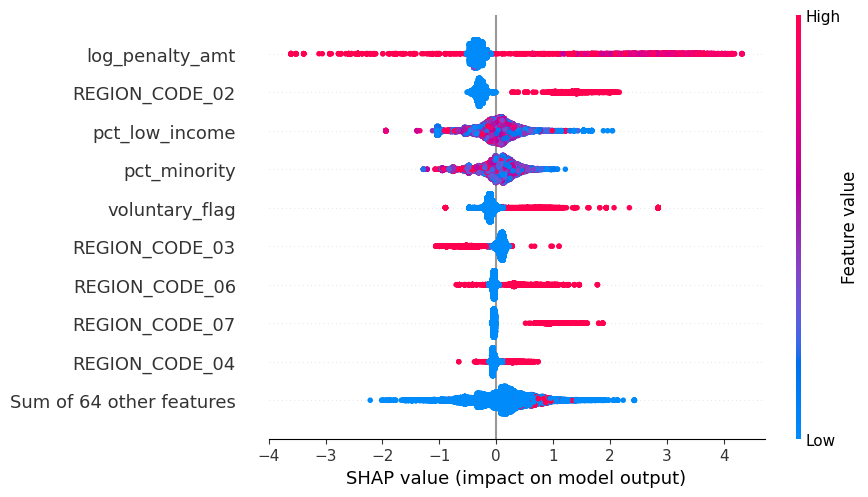 High
log_penalty_amt
REGION_CODE_02
pct_low_income
pct_minority
voluntary_flag
REGION_CODE_03
REGION_CODE_06
REGION_CODE_07
REGION_CODE_04
Sum of 64 other features
Feature value
Low
−4 −3 −2 −1 0 1 2 3 4
SHAP value (impact on model output)